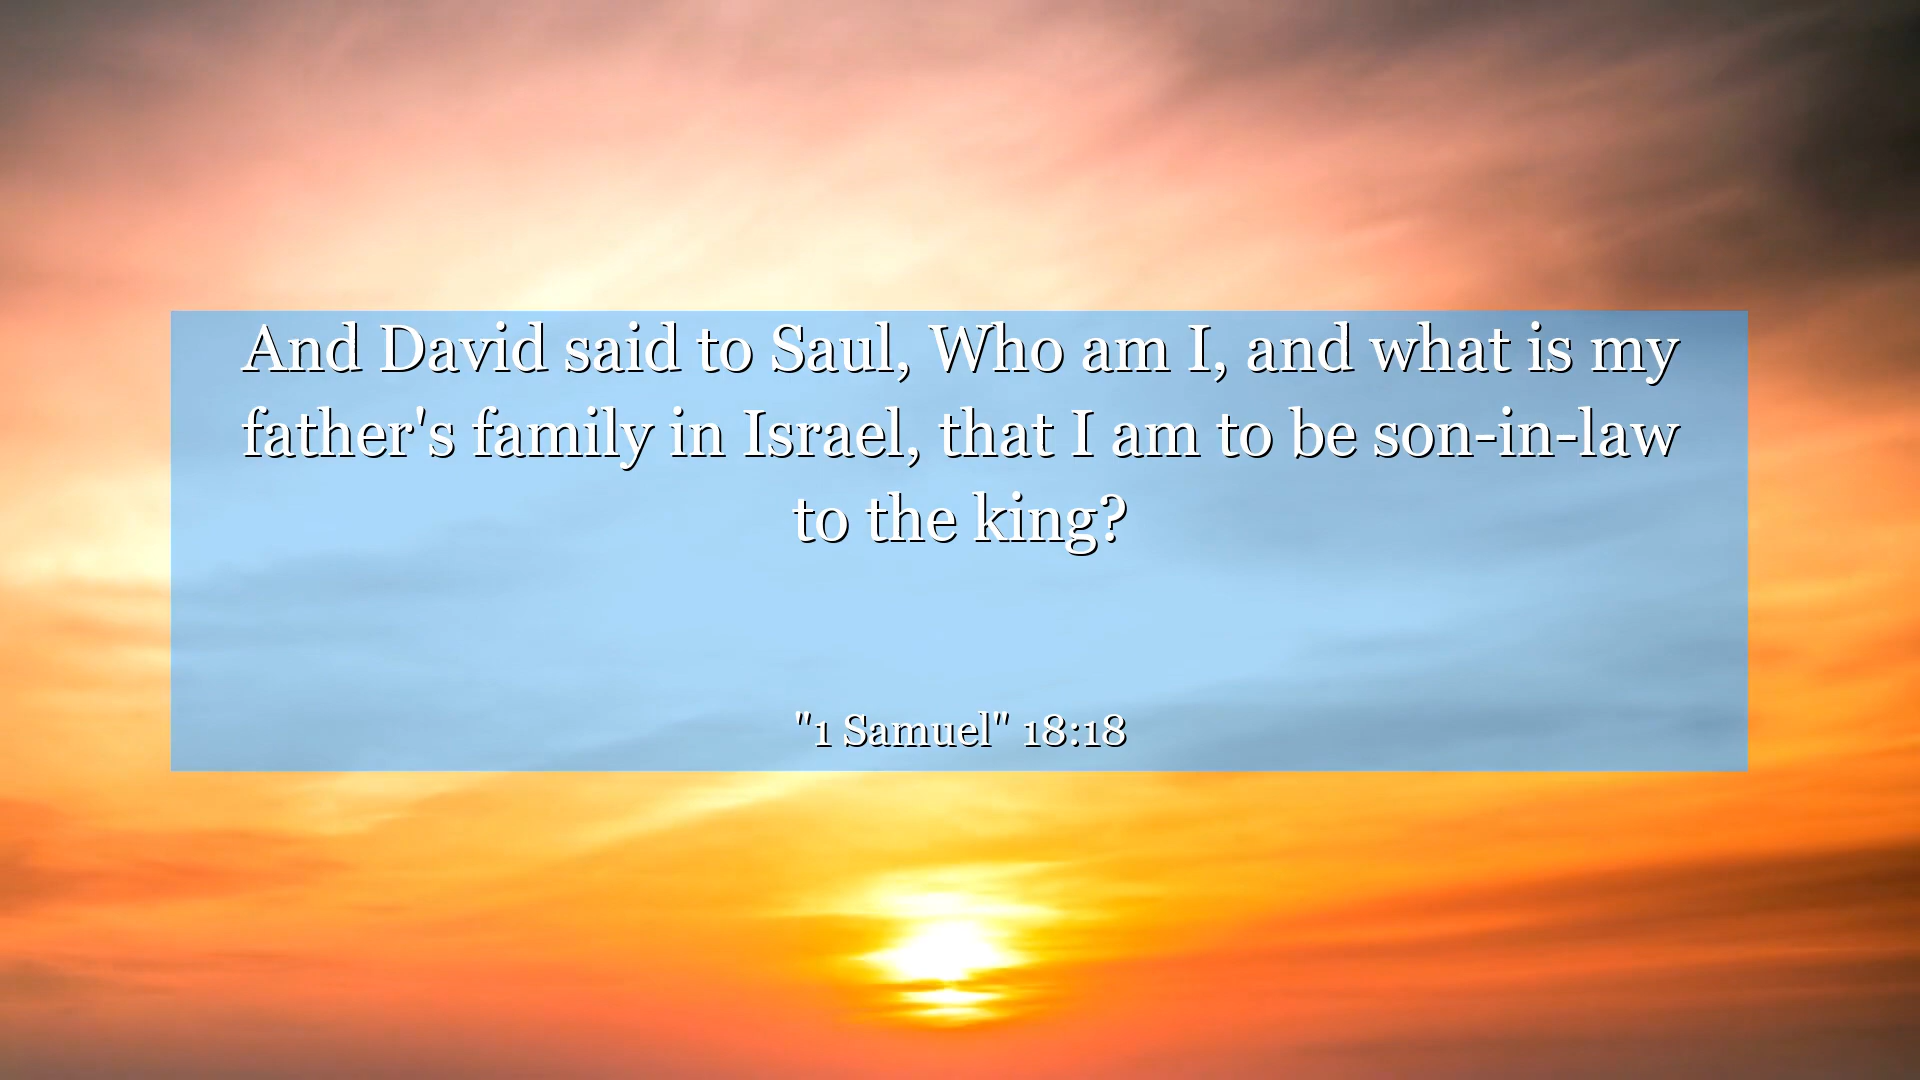 And David said to Saul, Who am I, and what is my
father's family in Israel, that I am to be son-in-law
to the king?
"1 Samuel" 18:18